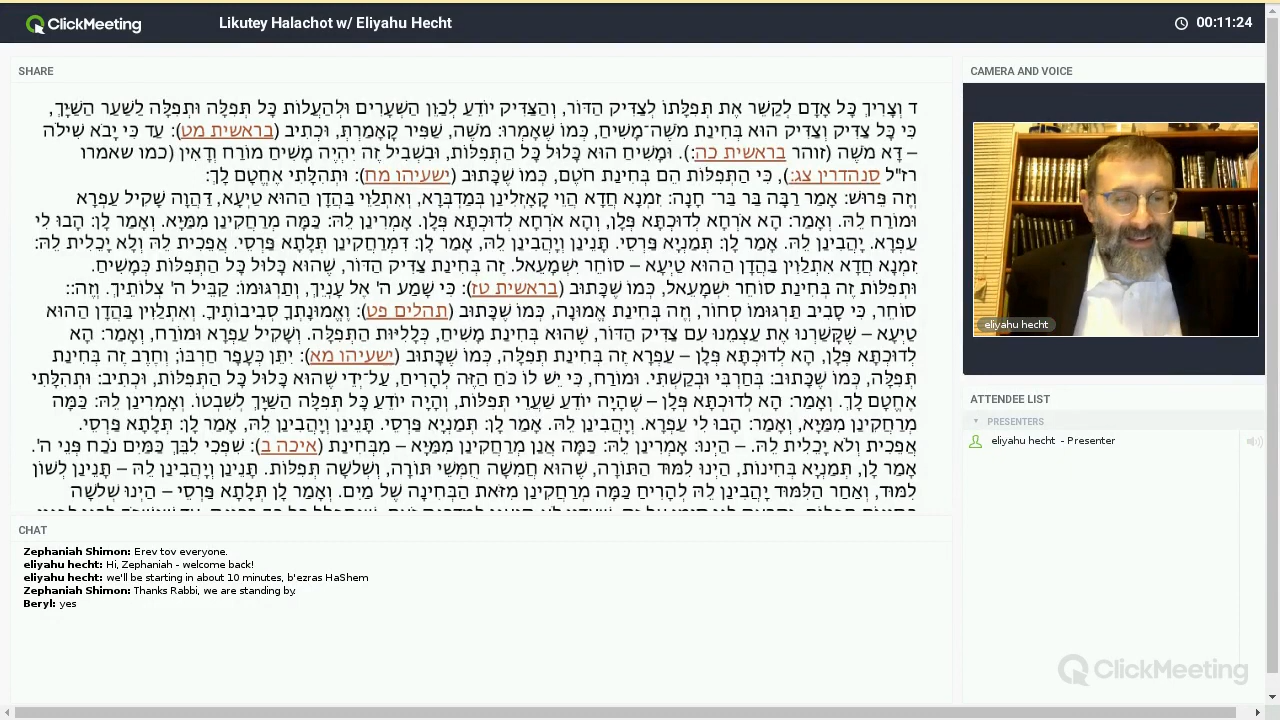 ClickMeeting
Likutey Halachot w/ Eliyahu Hecht
00:11:24
SHARE
ד וְצָרִיךְ כָּל אָדָם לְקַשֵּׁר אֶת תְּפִלָּתוֹ לְצַדִּיק הַדּוֹר, וְהַצַּדִּיק יוֹדֵעַ לְכַוֵּן הַשְּׁעָרִים וּלְהַעֲלוֹת כָּל תְּפִלָּה וּתְפִלָּה לַשַּׁעַר הַשַּׁיָּךְ,
כִּי כָּל צַדִּיק וְצַדִּיק הוּא בְּחִינַת מֹשֶׁה־מָשִׁיחַ, כְּמוֹ שֶׁאָמְרוּ: מֹשֶׁה, שַׁפִּיר קָאָמַרְתְּ, וּכְתִיב (בראשית מט): עַד כִּי יָבֹא שִׁילֹה
– דָּא מֹשֶׁה (זוהר בראשית כה:). וּמָשִׁיחַ הוּא כָּלוּל כָּל הַתְּפִלּוֹת, וּבִשְׁבִיל זֶה יִהְיֶה מָשִׁיחַ מוֹרַח וְדָאִין (כמו שאמרו
רז"ל סנהדרין צג:), כִּי הַתְּפִלּוֹת הֵם בְּחִינַת חֹטֶם, כְּמוֹ שֶׁכָּתוּב (ישעיהו מח): וּתְהִלָּתִי אֶחֱטָם לָךְ:
וְזֶה פֵּרוּשׁ: אָמַר רַבָּה בַּר בַּר־ חָנָה: זִמְנָא חֲדָא הֲוֵי קָאָזְלִינַן בְּמַדְבְּרָא, וְאִתְלַוִּי בַּהֲדָן הַהוּא טַיְעָא, דַּהֲוָה שָׁקִיל עַפְרָא
וּמוֹרַח לֵהּ. וְאָמַר: הָא אֹרְחָא לְדוּכְתָּא פְּלָן, וְהָא אֹרְחָא לְדוּכְתָּא פְּלָן. אָמְרִינַן לֵהּ: כַּמָּה מְרַחֲקִינַן מִמַּיָּא. וְאָמַר לָן: הָבוּ לִי
עַפְרָא. יָהֲבִינַן לֵהּ. אָמַר לָן: תְּמַנְיָא פַּרְסֵי. תָּנֵינַן וְיָהֲבִינַן לֵהּ, אָמַר לָן: דִּמְרַחֲקִינַן תְּלָתָא פַּרְסֵי. אַפְכִית לֵהּ וְלָא יָכְלִית לֵהּ:
זִמְנָא חֲדָא אִתְלַוִּין בַּהֲדָן הַהוּא טַיְעָא – סוֹחֵר יִשְׁמָעֵאל. זֶה בְּחִינַת צַדִּיק הַדּוֹר, שֶׁהוּא כָּלוּל כָּל הַתְּפִלּוֹת כְּמָשִׁיחַ.
וּתְפִלּוֹת זֶה בְּחִינַת סוֹחֵר יִשְׁמָעֵאל, כְּמוֹ שֶׁכָּתוּב (בראשית טז): כִּי שָׁמַע ה' אֶל עָנְיֵךְ, וְתַרְגּוּמוֹ: קַבִּיל ה' צְלוֹתֵיךְ. וְזֶה::
סוֹחֵר, כִּי סָבִיב תַּרְגּוּמוֹ סְחוֹר, וְזֶה בְּחִינַת אֱמוּנָה, כְּמוֹ שֶׁכָּתוּב (תהלים פט): וֶאֱמוּנָתְךָ סְבִיבוֹתֶיךָ. וְאִתְלַוִּין בַּהֲדָן הַהוּא
טַיְעָא – שֶׁקִּשַּׁרְנוּ אֶת עַצְמֵנוּ עִם צַדִּיק הַדּוֹר, שֶׁהוּא בְּחִינַת מָשִׁיחַ, כְּלָלִיּוּת הַתְּפִלָּה, וְשָׁקִיל עַפְרָא וּמוֹרַח, וְאָמַר: הָא
לְדוּכְתָּא פְּלָן, הָא לְדוּכְתָּא פְּלָן – עַפְרָא זֶה בְּחִינַת תְּפִלָּה, כְּמוֹ שֶׁכָּתוּב (ישעיהו מא): יִתֵּן כֶּעָפָר חַרְבּוֹ; וְחֶרֶב זֶה בְּחִינַת
תְּפִלָּה, כְּמוֹ שֶׁכָּתוּב: בְּחַרְבִּי וּבְקַשְׁתִּי. וּמוֹרַח, כִּי יֵשׁ לוֹ כֹּחַ הַזֶּה לְהָרִיחַ, עַל־יְדֵי שֶׁהוּא כָּלוּל כָּל הַתְּפִלּוֹת, וּכְתִיב: וּתְהִלָּתִי
אֶחֱטָם לָךְ. וְאָמַר: הָא לְדוּכְתָּא פְּלָן – שֶׁהָיָה יוֹדֵעַ שַׁעֲרֵי תְּפִלּוֹת, וְהָיָה יוֹדֵעַ כָּל תְּפִלָּה הַשַּׁיָּךְ לְשִׁבְטוֹ. וְאָמְרִינַן לֵהּ: כַּמָּה
מְרַחֲקִינַן מִמַּיָּא, וְאָמַר: הָבוּ לִי עַפְרָא. וְיָהֲבִינַן לֵהּ. אָמַר לָן: תְּמַנְיָא פַּרְסֵי. תָּנֵינַן וְיָהֲבִינַן לֵהּ, אָמַר לָן: תְּלָתָא פַּרְסֵי.
אַפְכִית וְלָא יָכְלִית לֵהּ. – הַיְנוּ: אָמְרִינַן לֵהּ: כַּמָּה אֲנַן מְרַחֲקִינַן מִמַּיָּא – מִבְּחִינַת (איכה ב): שִׁפְכִי לִבֵּךְ כַּמַּיִם נֹכַח פְּנֵי ה'.
אָמַר לָן, תְּמַנְיָא בְּחִינוֹת, הַיְנוּ לִמּוּד הַתּוֹרָה, שֶׁהוּא חֲמִשָּׁה חֻמְּשֵׁי תּוֹרָה, וּשְׁלֹשָׁה תְּפִלּוֹת. תָּנֵינַן וְיָהֲבִינַן לֵהּ – תָּנֵינַן לְשׁוֹן
לִמּוּד, וְאַחַר הַלִּמּוּד יָהֲבִינַן לֵהּ לְהָרִיחַ כַּמָּה מְרַחֲקִינַן מִזֹּאת הַבְּחִינָה שֶׁל מַיִם. וְאָמַר לָן תְּלָתָא פַּרְסֵי – הַיְנוּ שְׁלֹשָׁה
CAMERA AND VOICE
eliyahu hecht
ATTENDEE LIST
PRESENTERS
eliyahu hecht - Presenter
CHAT
Zephaniah Shimon: Erev tov everyone.
eliyahu hecht: Hi, Zephaniah - welcome back!
eliyahu hecht: we'll be starting in about 10 minutes, b'ezras HaShem
Zephaniah Shimon: Thanks Rabbi, we are standing by.
Beryl: yes
ClickMeeting